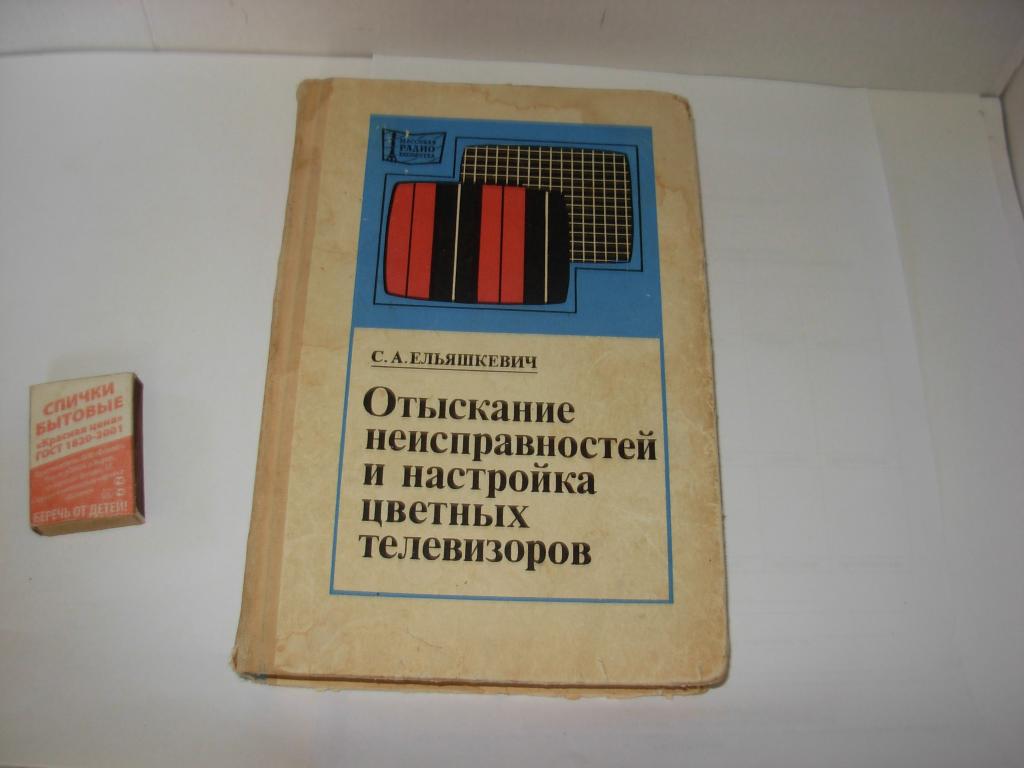 МАССОВАЯ
РАДИО
БИБЛИОТЕКА
С. А. ЕЛЬЯШКЕВИЧ
Отыскание
неисправностей
и настройка
цветных
телевизоров
СПИЧКИ
БЫТОВЫЕ
«Красная цена»
ГОСТ 1820-2001
БЕРЕЧЬ ОТ ДЕТЕЙ!